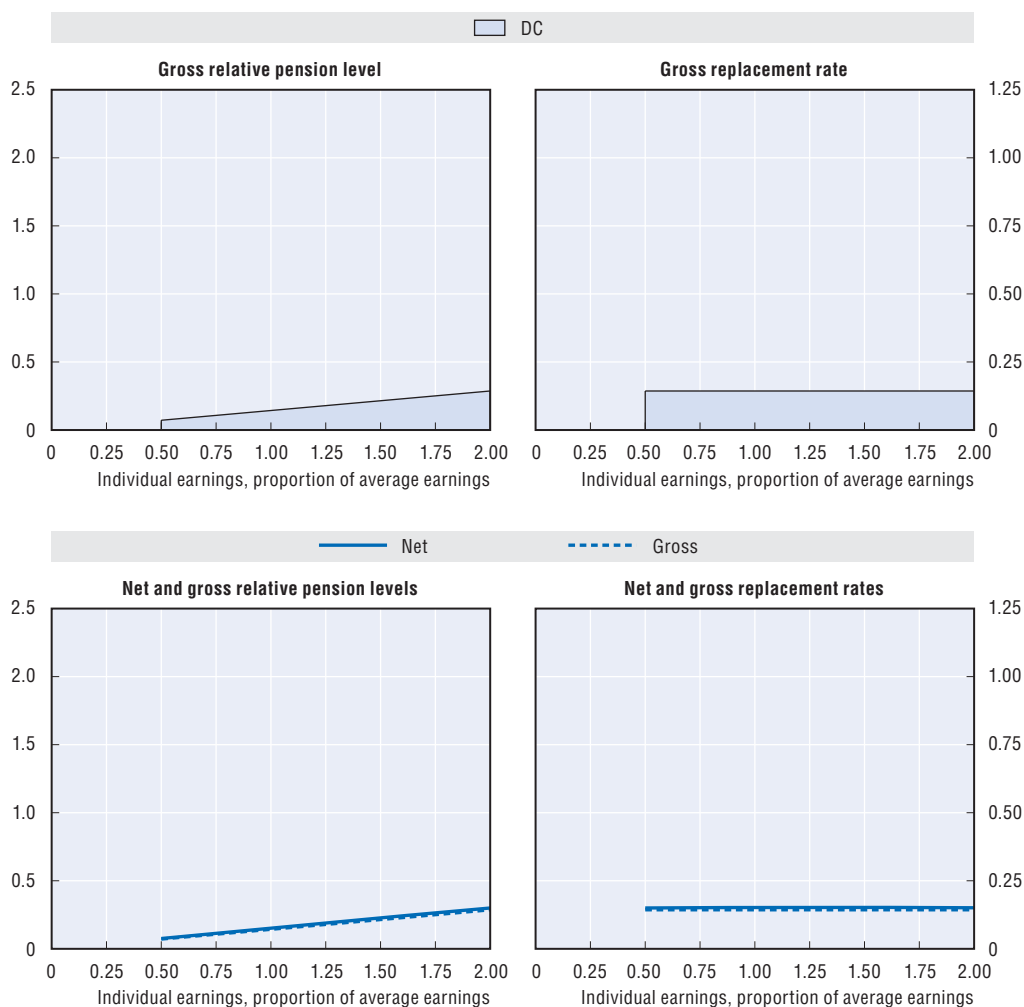 DC
Gross relative pension level
Gross replacement rate
2.5
2.0
1.5
1.0
0.5
0
1.25
1.00
0.75
0.50
0.25
0
0 0.25 0.50 0.75 1.00 1.25 1.50 1.75 2.00
0 0.25 0.50 0.75 1.00 1.25 1.50 1.75 2.00
Individual earnings, proportion of average earnings
Individual earnings, proportion of average earnings
Net Gross
Net and gross relative pension levels
Net and gross replacement rates
2.5
2.0
1.5
1.0
0.5
0
1.25
1.00
0.75
0.50
0.25
0
0 0.25 0.50 0.75 1.00 1.25 1.50 1.75 2.00
0 0.25 0.50 0.75 1.00 1.25 1.50 1.75 2.00
Individual earnings, proportion of average earnings
Individual earnings, proportion of average earnings